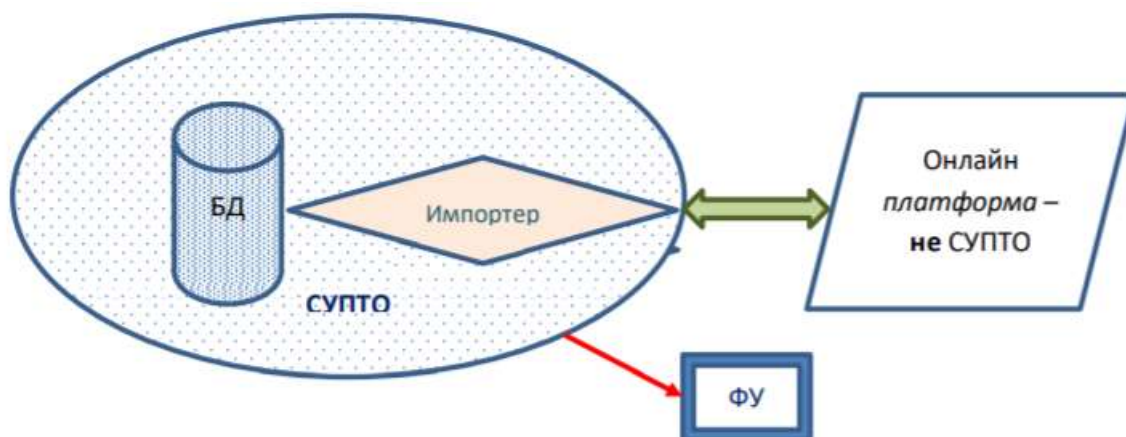 БД
Импортер
СУПТО
Онлайн
платформа –
не СУПТО
ФУ